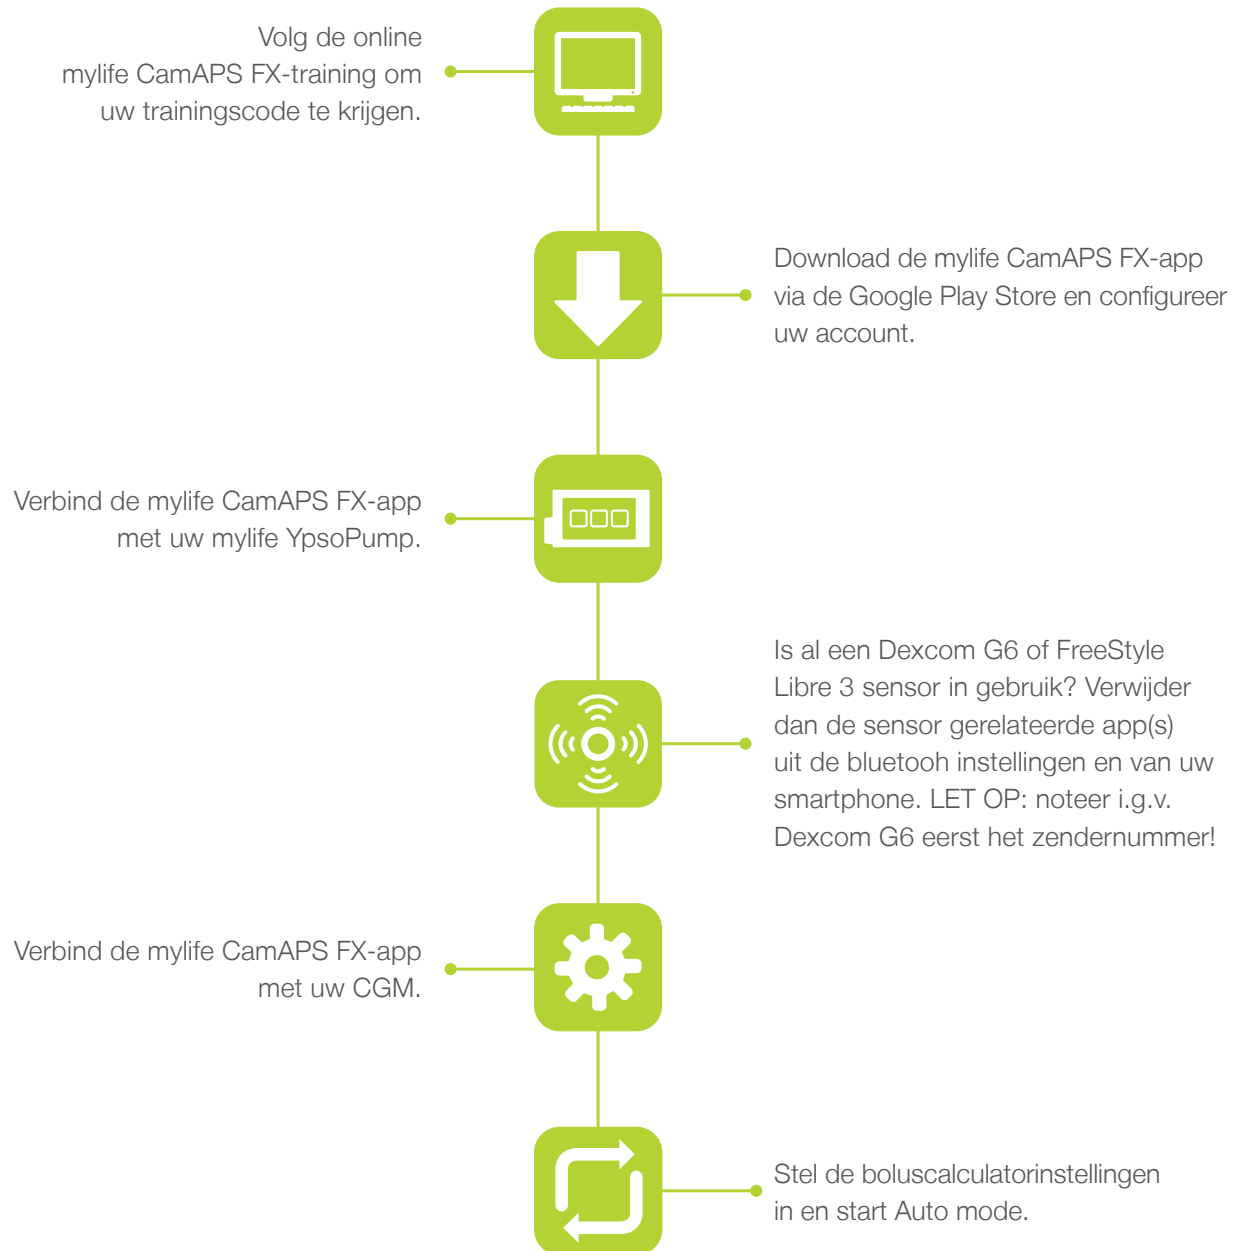 Volg de online
mylife CamAPS FX-training om
uw trainingscode te krijgen.
Download de mylife CamAPS FX-app
via de Google Play Store en configureer
uw account.
Verbind de mylife CamAPS FX-app
met uw mylife YpsoPump.
Is al een Dexcom G6 of FreeStyle
Libre 3 sensor in gebruik? Verwijder
dan de sensor gerelateerde app(s)
uit de bluetooh instellingen en van uw
smartphone. LET OP: noteer i.g.v.
Dexcom G6 eerst het zendernummer!
Verbind de mylife CamAPS FX-app
met uw CGM.
Stel de boluscalculatorinstellingen
in en start Auto mode.